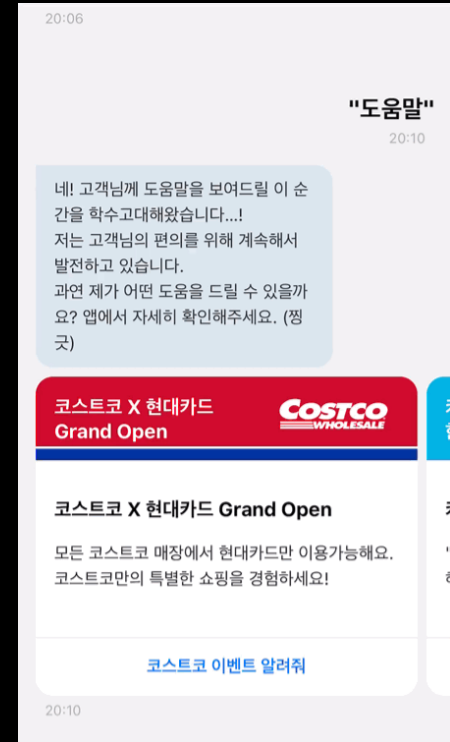 20:06
"도움말"
20:10
네! 고객님께 도움말을 보여드릴 이 순
간을 학수고대해왔습니다...!
저는 고객님의 편의를 위해 계속해서
발전하고 있습니다.
과연 제가 어떤 도움을 드릴 수 있을까
요? 앱에서 자세히 확인해주세요. (찡
긋)
코스트코 X 현대카드
Grand Open
COSTCO
WHOLESALE
코스트코 X 현대카드 Grand Open
모든 코스트코 매장에서 현대카드만 이용가능해요.
코스트코만의 특별한 쇼핑을 경험하세요!
코스트코 이벤트 알려줘
20:10